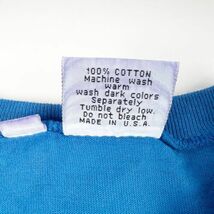 100% COTTON
Machine wash
warm
wash dark colors
Separately
Tumble dry low.
Do not bleach
MADE IN U.S.A.